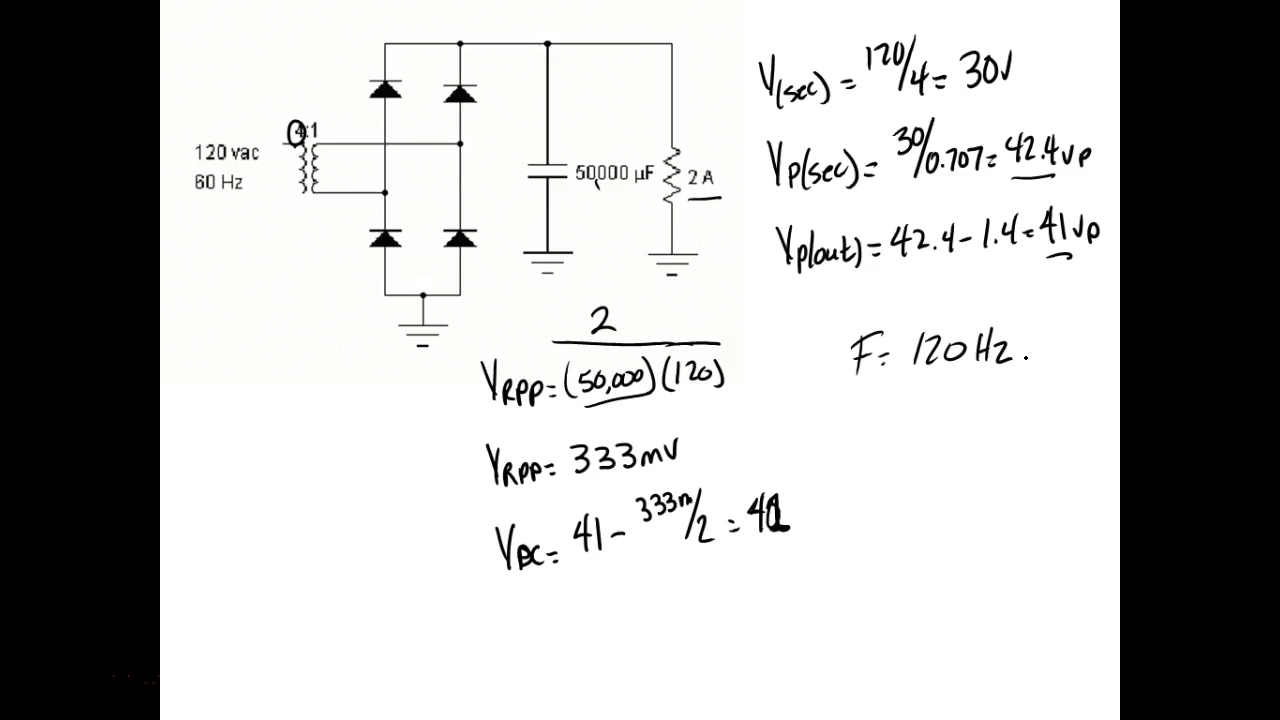 4:1
120 vac
60 Hz
50,000 µF
2 A
V(sec) = 120/4 = 30V
VP(sec) = 30/0.707 = 42.4VP
VP(out) = 42.4 - 1.4 = 41VP
F = 120Hz.
VRPP = 2 / (50,000)(120)
VRPP = 333mV
VDC = 41 - 333m/2 =